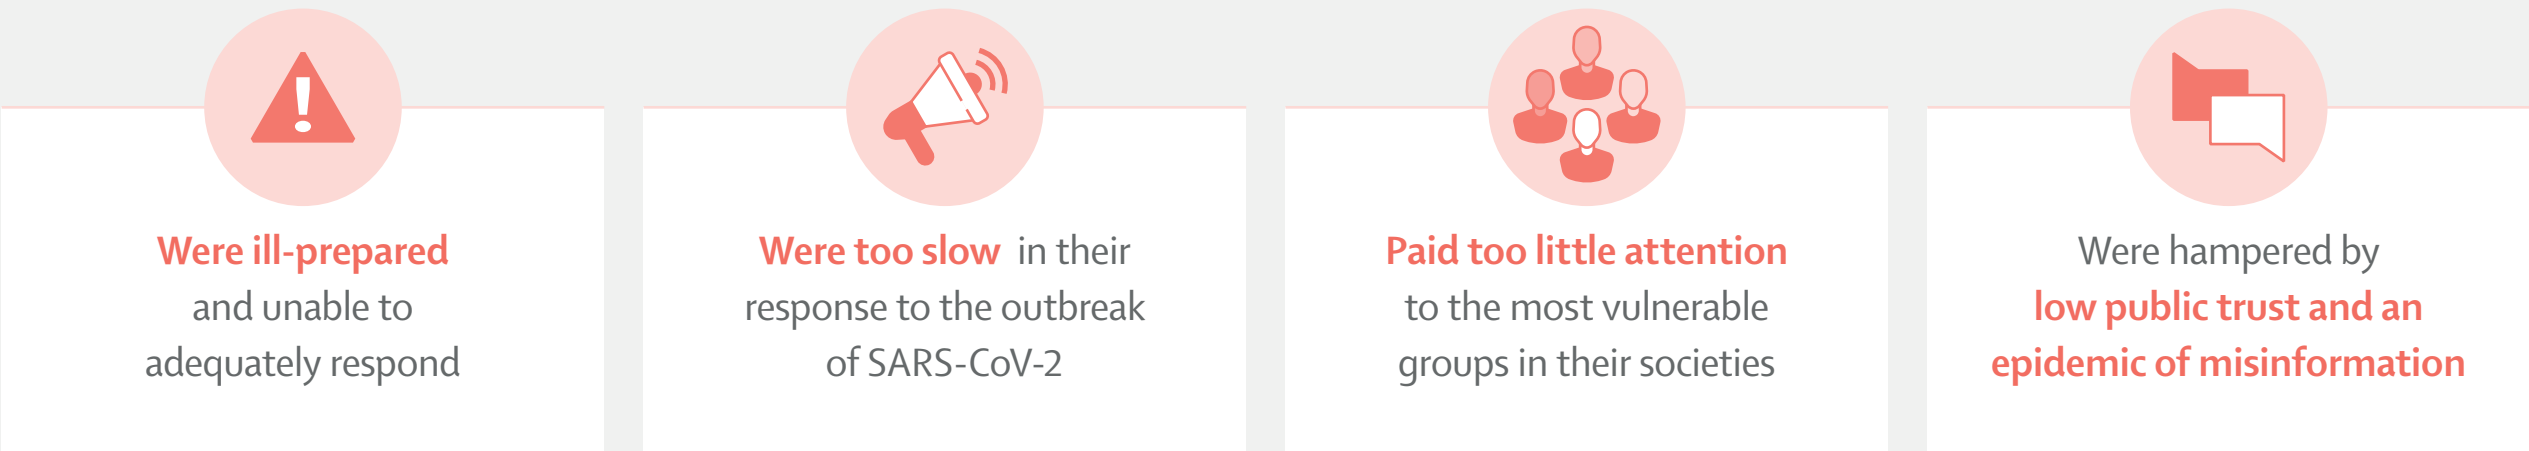 Were ill-prepared
and unable to
adequately respond
Were too slow in their
response to the outbreak
of SARS-CoV-2
Paid too little attention
to the most vulnerable
groups in their societies
Were hampered by
low public trust and an
epidemic of misinformation